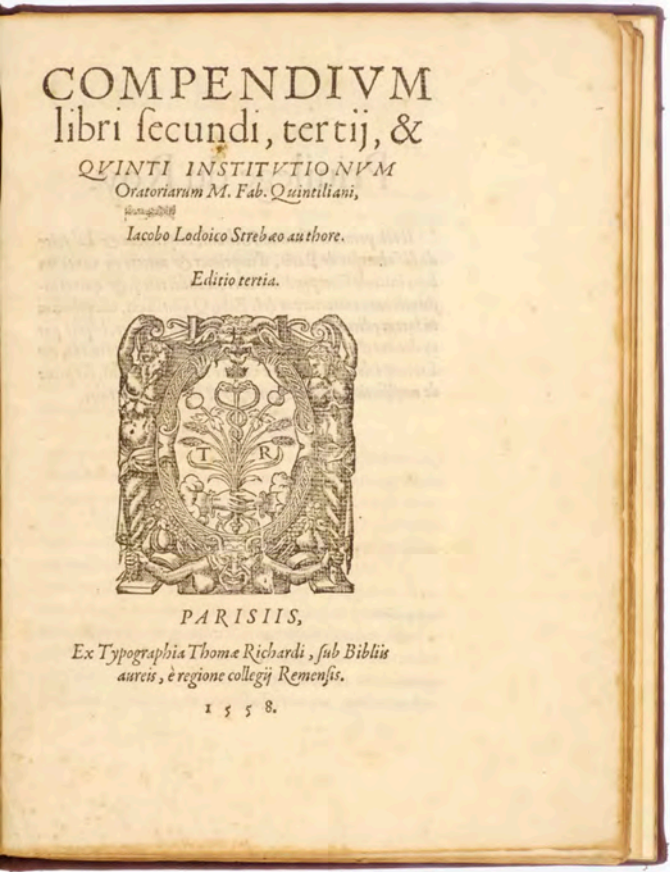 COMPENDIVM
libri ſecundi, tertij, &
QVINTI INSTITVTIONVM
Oratoriarum M. Fab. Quintiliani,
Iacobo Lodoico Strebæo authore.
Editio tertia.
T R
PARISIIS,
Ex Typographia Thomæ Richardi, ſub Bibliis
aureis, è regione collegij Remenſis.
1558.